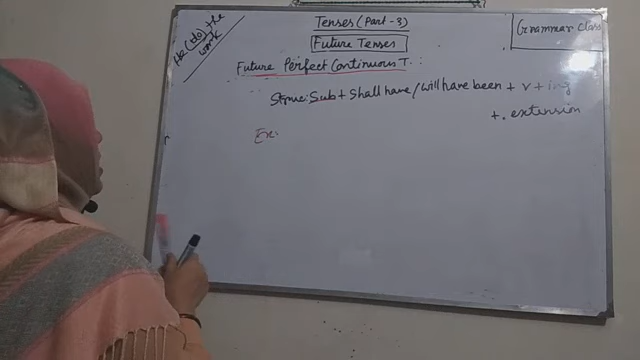 He (do) the
work
Tenses (Part-3)
Grammar Class
Future Tenses
Future Perfect Continuous T. :
Sub + Shall have / will have been + v + ing
+ . extension
Ex: